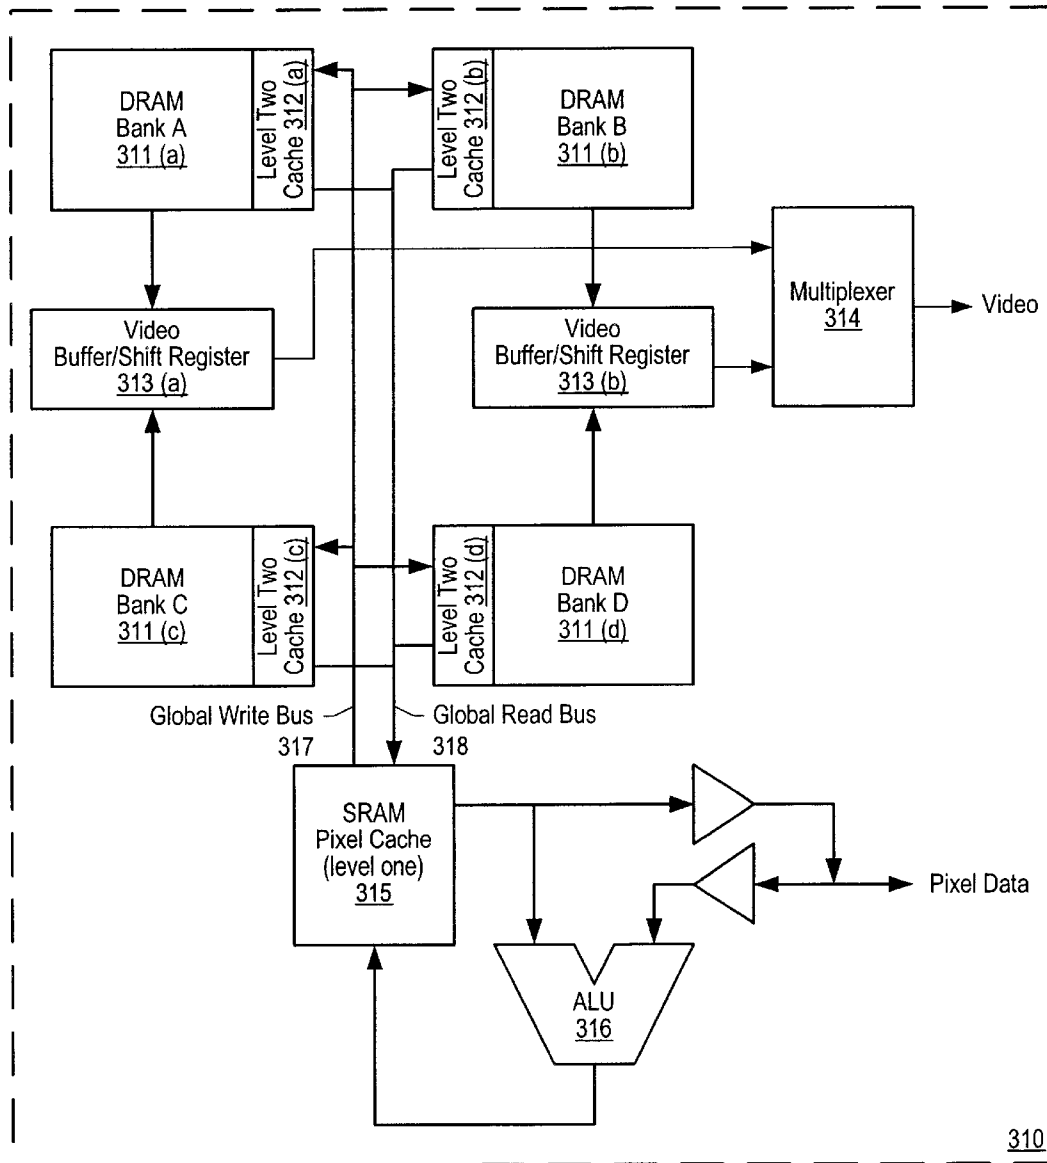 DRAM
Bank A
311 (a)
Level Two
Cache 312 (a)
Level Two
Cache 312 (b)
DRAM
Bank B
311 (b)
Video
Buffer/Shift Register
313 (a)
Video
Buffer/Shift Register
313 (b)
Multiplexer
314
Video
DRAM
Bank C
311 (c)
Level Two
Cache 312 (c)
Level Two
Cache 312 (d)
DRAM
Bank D
311 (d)
Global Write Bus
317
Global Read Bus
318
SRAM
Pixel Cache
(level one)
315
Pixel Data
ALU
316
310